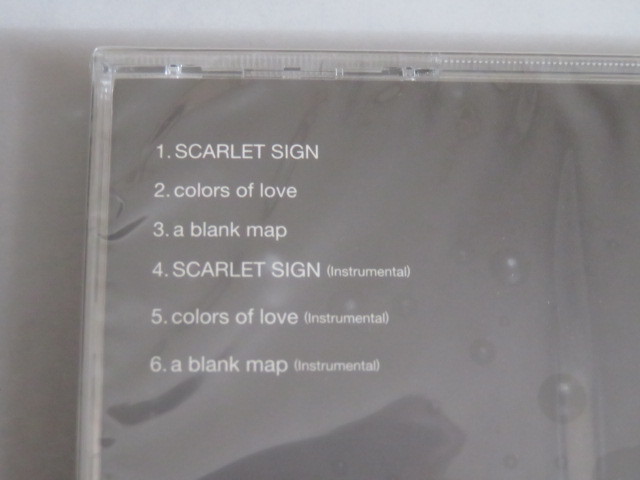 1. SCARLET SIGN
2. colors of love
3. a blank map
4. SCARLET SIGN (Instrumental)
5. colors of love (Instrumental)
6. a blank map (Instrumental)